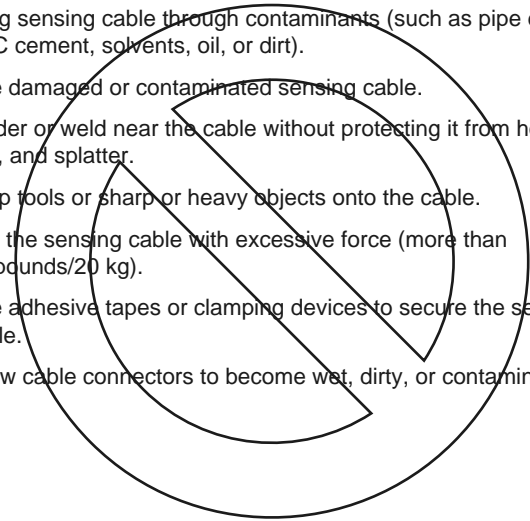 g sensing cable through contaminants (such as pipe
C cement, solvents, oil, or dirt).
e damaged or contaminated sensing cable.
der or weld near the cable without protecting it from h
, and splatter.
p tools or sharp or heavy objects onto the cable.
the sensing cable with excessive force (more than
pounds/20 kg).
e adhesive tapes or clamping devices to secure the se
le.
w cable connectors to become wet, dirty, or contamin